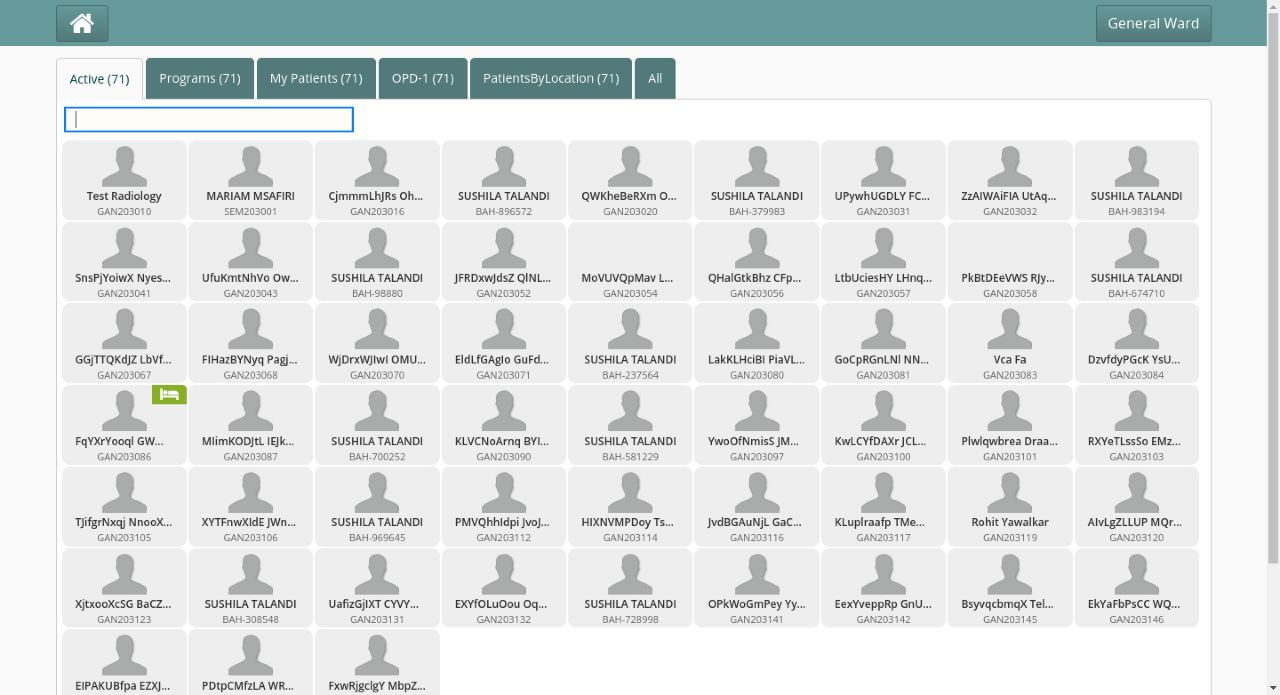 General Ward
Active (71)
Programs (71)
My Patients (71)
OPD-1 (71)
PatientsByLocation (71)
All
Test Radiology
GAN203010
MARIAM MSAFIRI
SEM203001
CjmmmLhJRs Oh...
GAN203016
SUSHILA TALANDI
BAH-896572
QWKheBeRXm O...
GAN203020
SUSHILA TALANDI
BAH-379983
UPywhUGDLY FC...
GAN203031
ZzAIWAiFIA UtAq...
GAN203032
SUSHILA TALANDI
BAH-983194
SnsPjYoiwX Nyes...
GAN203041
UfuKmtNhVo Ow...
GAN203043
SUSHILA TALANDI
BAH-98880
JFRDxwJdsZ QlNL...
GAN203052
MoVUVQpMav L...
GAN203054
QHalGtkBhz CFp...
GAN203056
LtbUciesHY LHnq...
GAN203057
PkBtDEeVWS RJy...
GAN203058
SUSHILA TALANDI
BAH-674710
GGjTTQKdJZ LbVf...
GAN203067
FIHazBYNyq Pagj...
GAN203068
WjDrxWJIwI OMU...
GAN203070
EldLfGAgIo GuFd...
GAN203071
SUSHILA TALANDI
BAH-237564
LakKLHciBI PiaVL...
GAN203080
GoCpRGnLNl NN...
GAN203081
Vca Fa
GAN203083
DzvfdyPGcK YsU...
GAN203084
FqYXrYooql GW...
GAN203086
MIimKODJtL IEJk...
GAN203087
SUSHILA TALANDI
BAH-700252
KLVCNoArnq BYI...
GAN203090
SUSHILA TALANDI
BAH-581229
YwoOfNmisS JM...
GAN203097
KwLCYfDAXr JCL...
GAN203100
Plwlqwbrea Draa...
GAN203101
RXYeTLssSo EMz...
GAN203103
TJifgrNxqj NnooX...
GAN203105
XYTFnwXIdE JWn...
GAN203106
SUSHILA TALANDI
BAH-969645
PMVQhhIdpi JvoJ...
GAN203112
HIXNVMPDoy Ts...
GAN203114
JvdBGAuNjL GaC...
GAN203116
KLuplraafp TMe...
GAN203117
Rohit Yawalkar
GAN203119
AIvLgZLLUP MQr...
GAN203120
XjtxooXcSG BaCZ...
GAN203123
SUSHILA TALANDI
BAH-308548
UafizGjIXT CYVY...
GAN203131
EXYfOLuOou Oq...
GAN203132
SUSHILA TALANDI
BAH-728998
OPkWoGmPey Yy...
GAN203141
EexYveppRp GnU...
GAN203142
BsyvqcbmqX Tel...
GAN203145
EkYaFbPsCC WQ...
GAN203146
EIPAKUBfpa EZXJ...
PDtpCMfzLA WR...
FxwRjgclgY MbpZ...